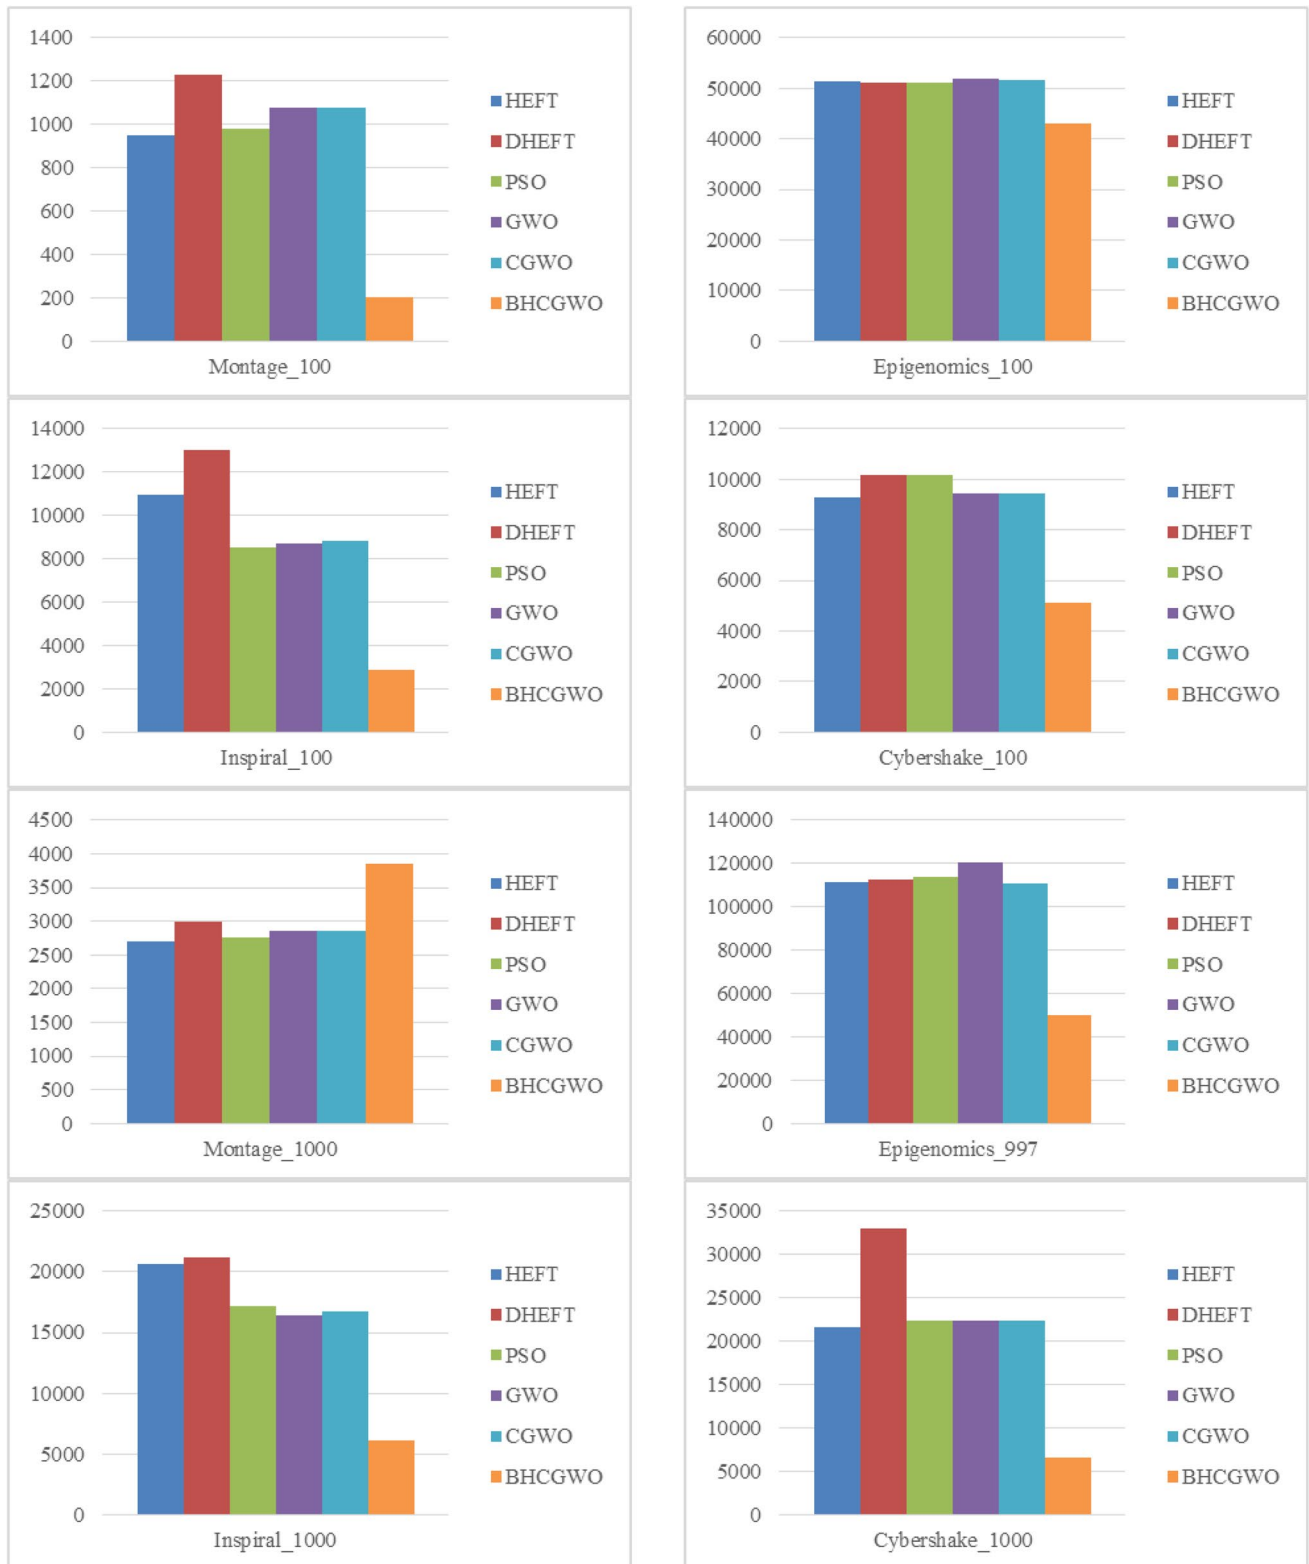 1400
1200
1000
800
600
400
200
0
Montage_100
HEFT
DHEFT
PSO
GWO
CGWO
BHCGWO
60000
50000
40000
30000
20000
10000
0
Epigenomics_100
HEFT
DHEFT
PSO
GWO
CGWO
BHCGWO
14000
12000
10000
8000
6000
4000
2000
0
Inspiral_100
HEFT
DHEFT
PSO
GWO
CGWO
BHCGWO
12000
10000
8000
6000
4000
2000
0
Cybershake_100
HEFT
DHEFT
PSO
GWO
CGWO
BHCGWO
4500
4000
3500
3000
2500
2000
1500
1000
500
0
Montage_1000
HEFT
DHEFT
PSO
GWO
CGWO
BHCGWO
140000
120000
100000
80000
60000
40000
20000
0
Epigenomics_997
HEFT
DHEFT
PSO
GWO
CGWO
BHCGWO
25000
20000
15000
10000
5000
0
Inspiral_1000
HEFT
DHEFT
PSO
GWO
CGWO
BHCGWO
35000
30000
25000
20000
15000
10000
5000
0
Cybershake_1000
HEFT
DHEFT
PSO
GWO
CGWO
BHCGWO